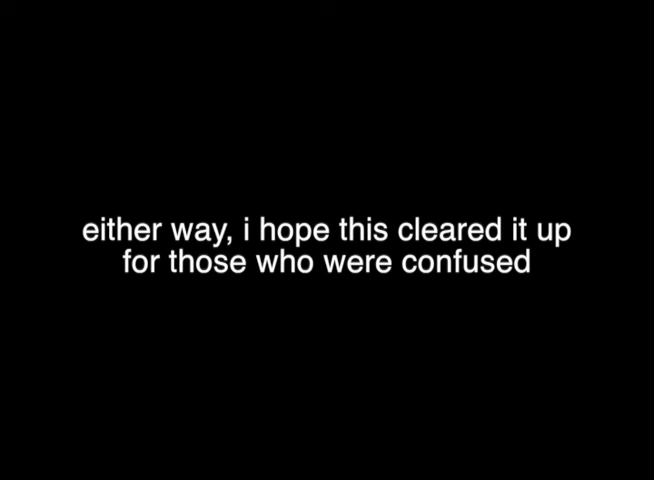 either way, i hope this cleared it up
for those who were confused